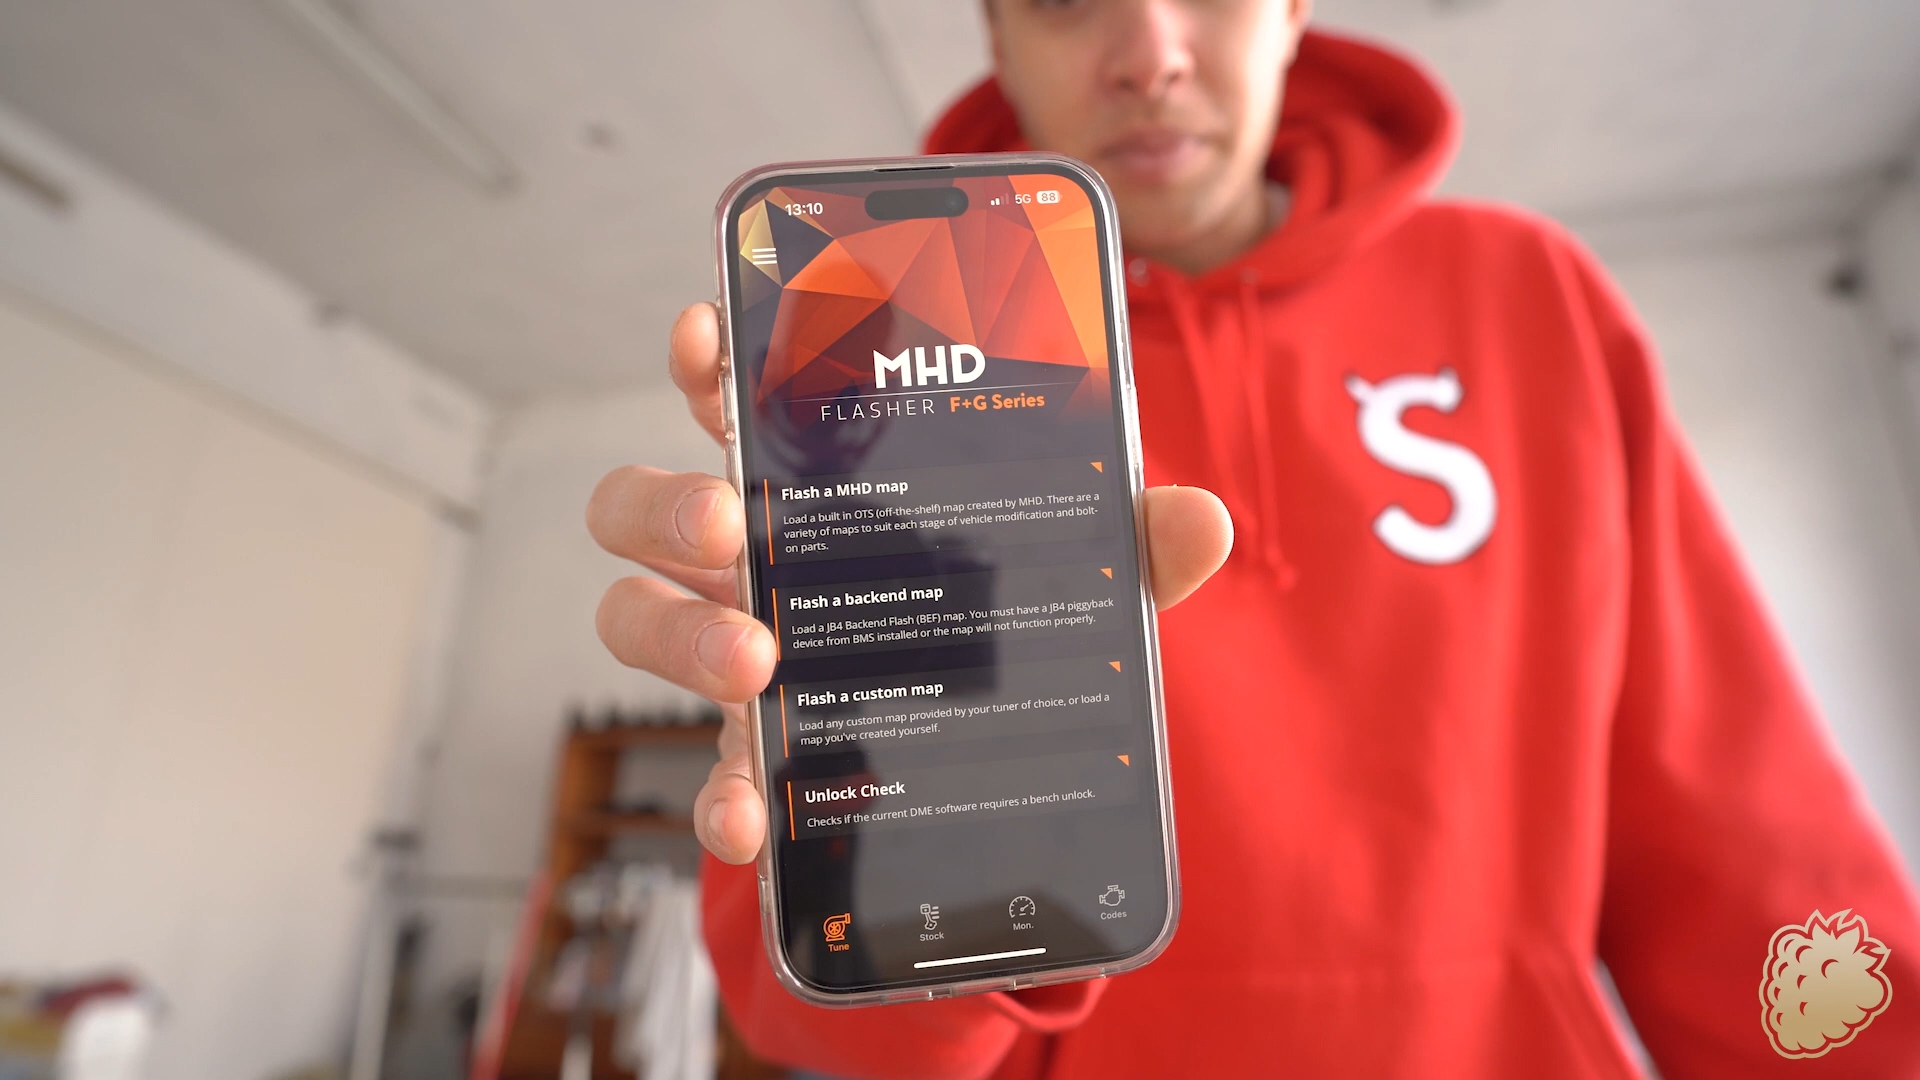 13:10
5G 88
MHD
FLASHER F+G Series
Flash a MHD map
Load a built in OTS (off-the-shelf) map created by MHD. There are a
variety of maps to suit each stage of vehicle modification and bolt-
on parts.
Flash a backend map
Load a JB4 Backend Flash (BEF) map. You must have a JB4 piggyback
device from BMS installed or the map will not function properly.
Flash a custom map
Load any custom map provided by your tuner of choice, or load a
map you've created yourself.
Unlock Check
Checks if the current DME software requires a bench unlock.
Tune
Stock
Mon.
Codes
S